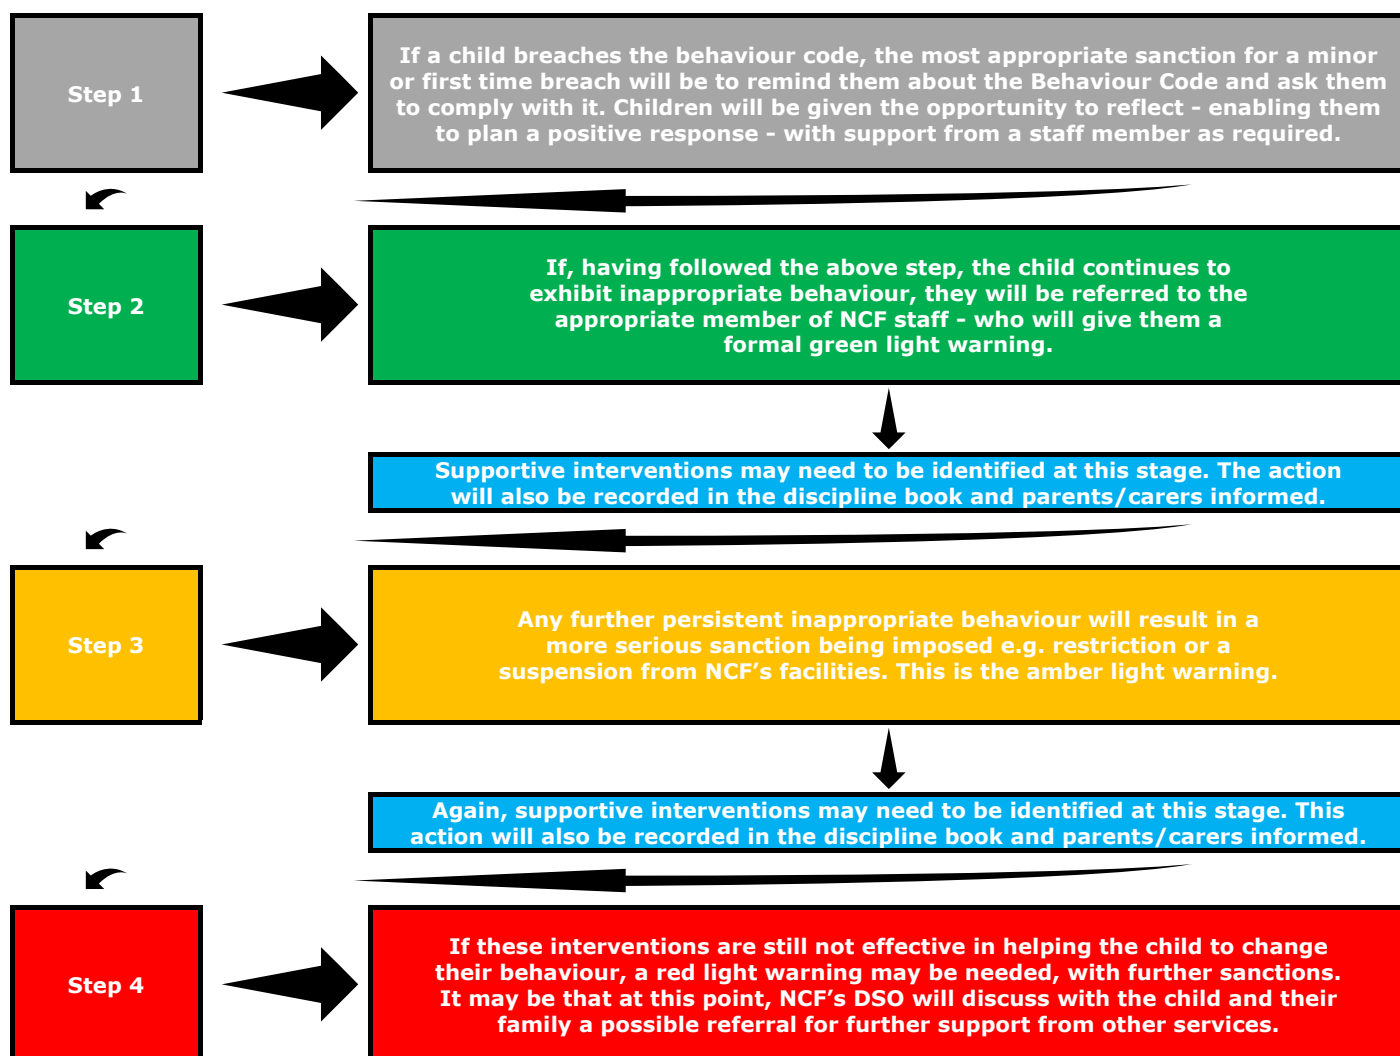 Step 1
If a child breaches the behaviour code, the most appropriate sanction for a minor
or first time breach will be to remind them about the Behaviour Code and ask them
to comply with it. Children will be given the opportunity to reflect - enabling them
to plan a positive response - with support from a staff member as required.
Step 2
If, having followed the above step, the child continues to
exhibit inappropriate behaviour, they will be referred to the
appropriate member of NCF staff - who will give them a
formal green light warning.
Supportive interventions may need to be identified at this stage. The action
will also be recorded in the discipline book and parents/carers informed.
Step 3
Any further persistent inappropriate behaviour will result in a
more serious sanction being imposed e.g. restriction or a
suspension from NCF’s facilities. This is the amber light warning.
Again, supportive interventions may need to be identified at this stage. This
action will also be recorded in the discipline book and parents/carers informed.
Step 4
If these interventions are still not effective in helping the child to change
their behaviour, a red light warning may be needed, with further sanctions.
It may be that at this point, NCF’s DSO will discuss with the child and their
family a possible referral for further support from other services.